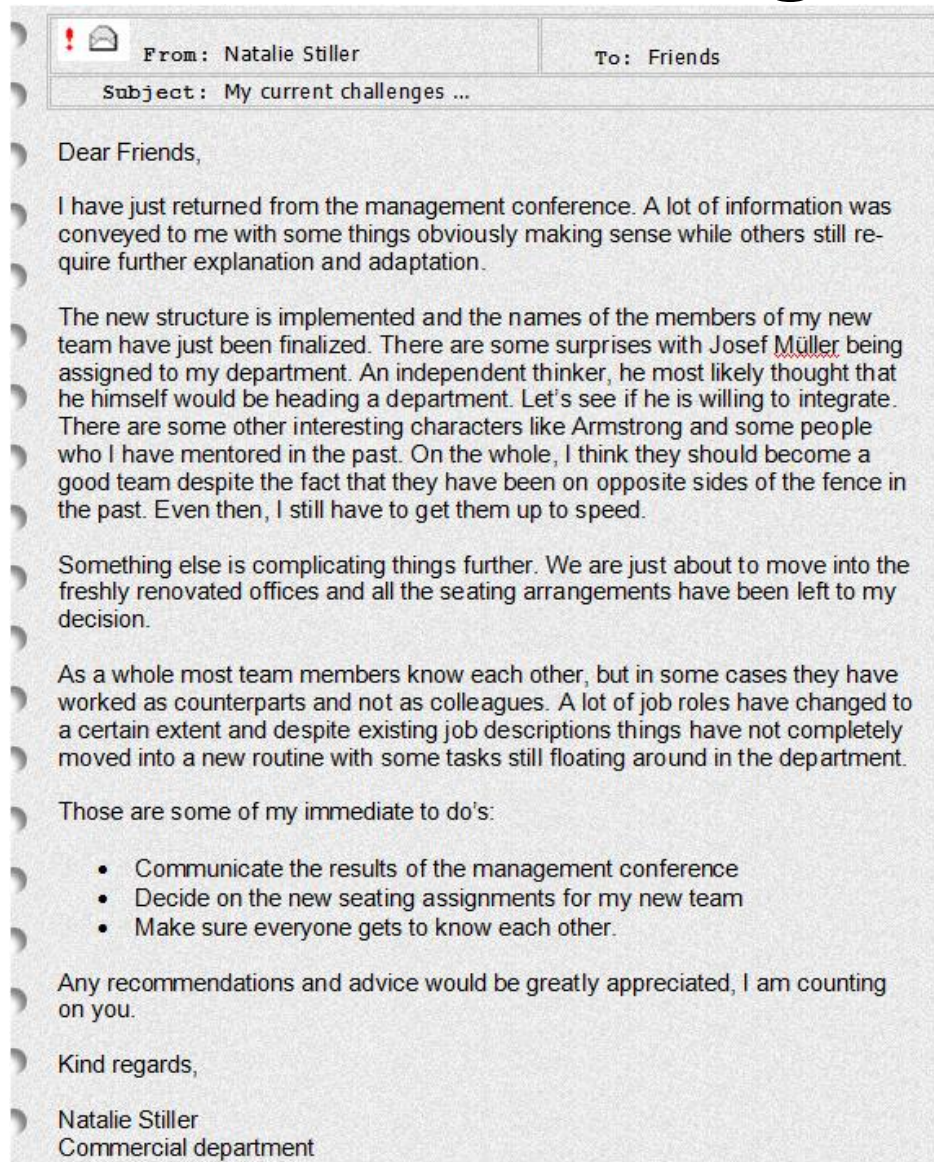 ! From: Natalie Stiller To: Friends
Subject: My current challenges ...
Dear Friends,
I have just returned from the management conference. A lot of information was
conveyed to me with some things obviously making sense while others still re-
quire further explanation and adaptation.
The new structure is implemented and the names of the members of my new
team have just been finalized. There are some surprises with Josef Müller being
assigned to my department. An independent thinker, he most likely thought that
he himself would be heading a department. Let's see if he is willing to integrate.
There are some other interesting characters like Armstrong and some people
who I have mentored in the past. On the whole, I think they should become a
good team despite the fact that they have been on opposite sides of the fence in
the past. Even then, I still have to get them up to speed.
Something else is complicating things further. We are just about to move into the
freshly renovated offices and all the seating arrangements have been left to my
decision.
As a whole most team members know each other, but in some cases they have
worked as counterparts and not as colleagues. A lot of job roles have changed to
a certain extent and despite existing job descriptions things have not completely
moved into a new routine with some tasks still floating around in the department.
Those are some of my immediate to do's:
• Communicate the results of the management conference
• Decide on the new seating assignments for my new team
• Make sure everyone gets to know each other.
Any recommendations and advice would be greatly appreciated, I am counting
on you.
Kind regards,
Natalie Stiller
Commercial department